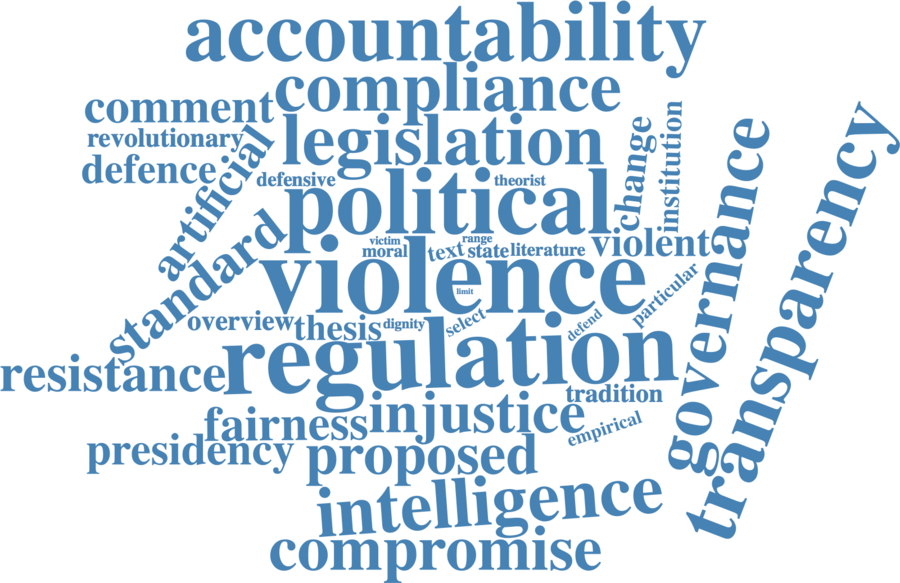 accountability
compliance
comment
legislation
revolutionary
defence
artificial
defensive
theorist
change
institution
political
governance
transparency
standard
victim
moral
text
range
state
literature
violent
violence
limit
particular
overview
thesis
dignity
select
defend
regulation
resistance
tradition
injustice
fairness
empirical
presidency
proposed
intelligence
compromise